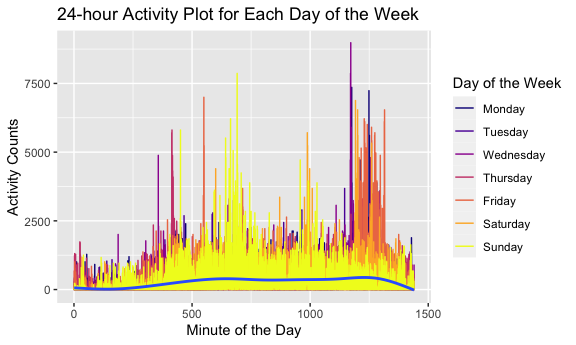 24-hour Activity Plot for Each Day of the Week
Activity Counts
7500
5000
2500
0
0
500
1000
1500
Minute of the Day
Day of the Week
Monday
Tuesday
Wednesday
Thursday
Friday
Saturday
Sunday